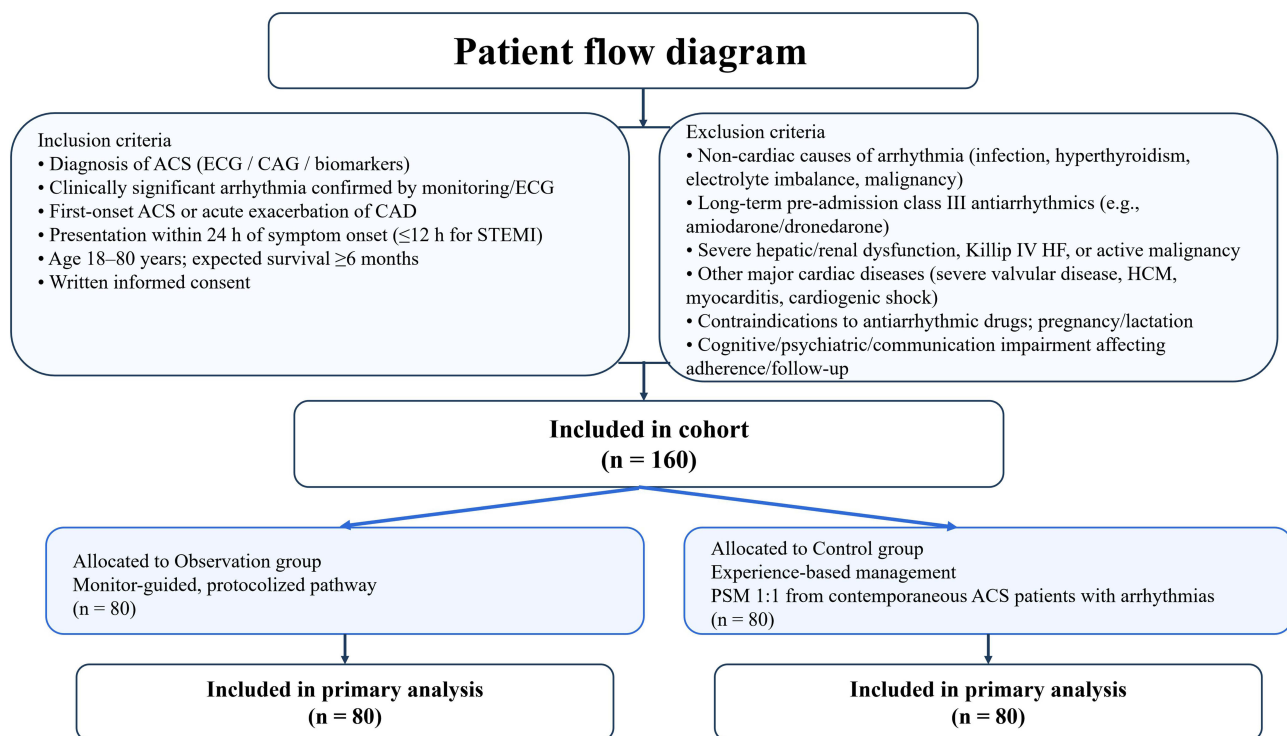 Patient flow diagram
Inclusion criteria
• Diagnosis of ACS (ECG / CAG / biomarkers)
• Clinically significant arrhythmia confirmed by monitoring/ECG
• First-onset ACS or acute exacerbation of CAD
• Presentation within 24 h of symptom onset (≤12 h for STEMI)
• Age 18–80 years; expected survival ≥6 months
• Written informed consent
Exclusion criteria
• Non-cardiac causes of arrhythmia (infection, hyperthyroidism,
electrolyte imbalance, malignancy)
• Long-term pre-admission class III antiarrhythmics (e.g.,
amiodarone/dronedarone)
• Severe hepatic/renal dysfunction, Killip IV HF, or active malignancy
• Other major cardiac diseases (severe valvular disease, HCM,
myocarditis, cardiogenic shock)
• Contraindications to antiarrhythmic drugs; pregnancy/lactation
• Cognitive/psychiatric/communication impairment affecting
adherence/follow-up
Included in cohort
(n = 160)
Allocated to Observation group
Monitor-guided, protocolized pathway
(n = 80)
Allocated to Control group
Experience-based management
PSM 1:1 from contemporaneous ACS patients with arrhythmias
(n = 80)
Included in primary analysis
(n = 80)
Included in primary analysis
(n = 80)